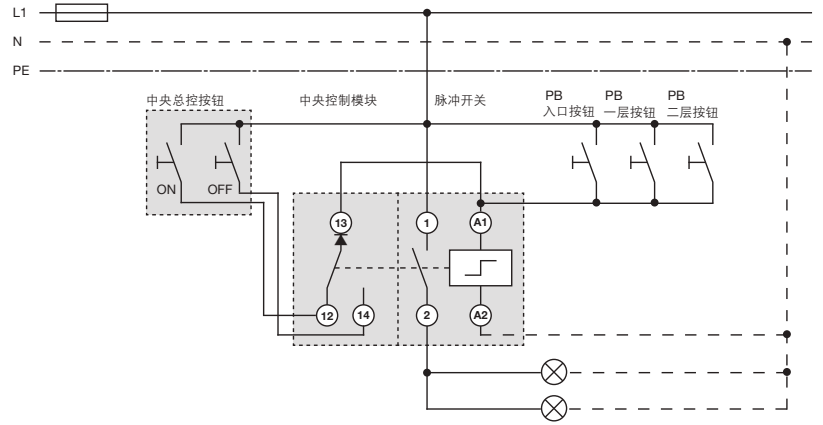 L1
N
PE
中央总控按钮
中央控制模块
脉冲开关
PB
入口按钮
PB
一层按钮
PB
二层按钮
ON
OFF
13
1
A1
12
14
2
A2